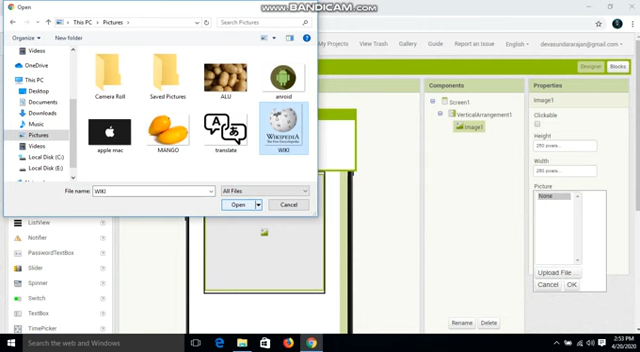 Open
www.BANDICAM.com
This PC > Pictures >
Search Pictures
Organize
New folder
Videos
OneDrive
This PC
Desktop
Documents
Downloads
Music
Pictures
Videos
Local Disk (C:)
Local Disk (E:)
Camera Roll
Saved Pictures
ALU
anroid
apple mac
MANGO
translate
WIKIPEDIA
The Free Encyclopedia
WIKI
File name:
WIKI
All Files
Open
Cancel
My Projects
View Trash
Gallery
Guide
Report an Issue
English
devasundararajan@gmail.com
Designer
Blocks
Components
Screen1
VerticalArrangement1
Image1
Rename
Delete
Properties
Image1
Clickable
Height
Width
Picture
None
Upload File ...
Cancel
OK
ListView
Notifier
PasswordTextBox
Slider
Spinner
Switch
TextBox
TimePicker
Search the web and Windows
2:53 PM
4/20/2020